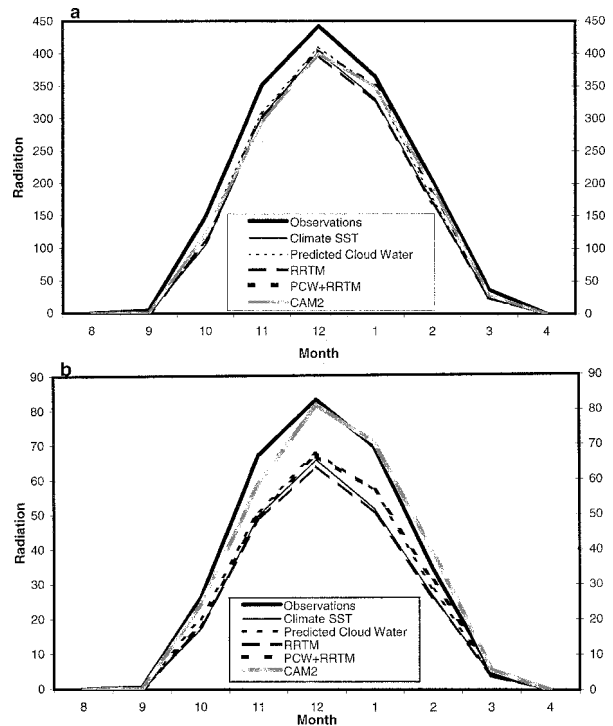 a
450 450
400 400
350 350
300 300
250 250
200 200
150 150
100 100
50 50
0 0
Radiation
Observations
Climate SST
Predicted Cloud Water
RRTM
PCW+RRTM
CAM2
8 9 10 11 12 1 2 3 4
Month
b
90 90
80 80
70 70
60 60
50 50
40 40
30 30
20 20
10 10
0 0
Radiation
Observations
Climate SST
Predicted Cloud Water
RRTM
PCW+RRTM
CAM2
8 9 10 11 12 1 2 3 4
Month